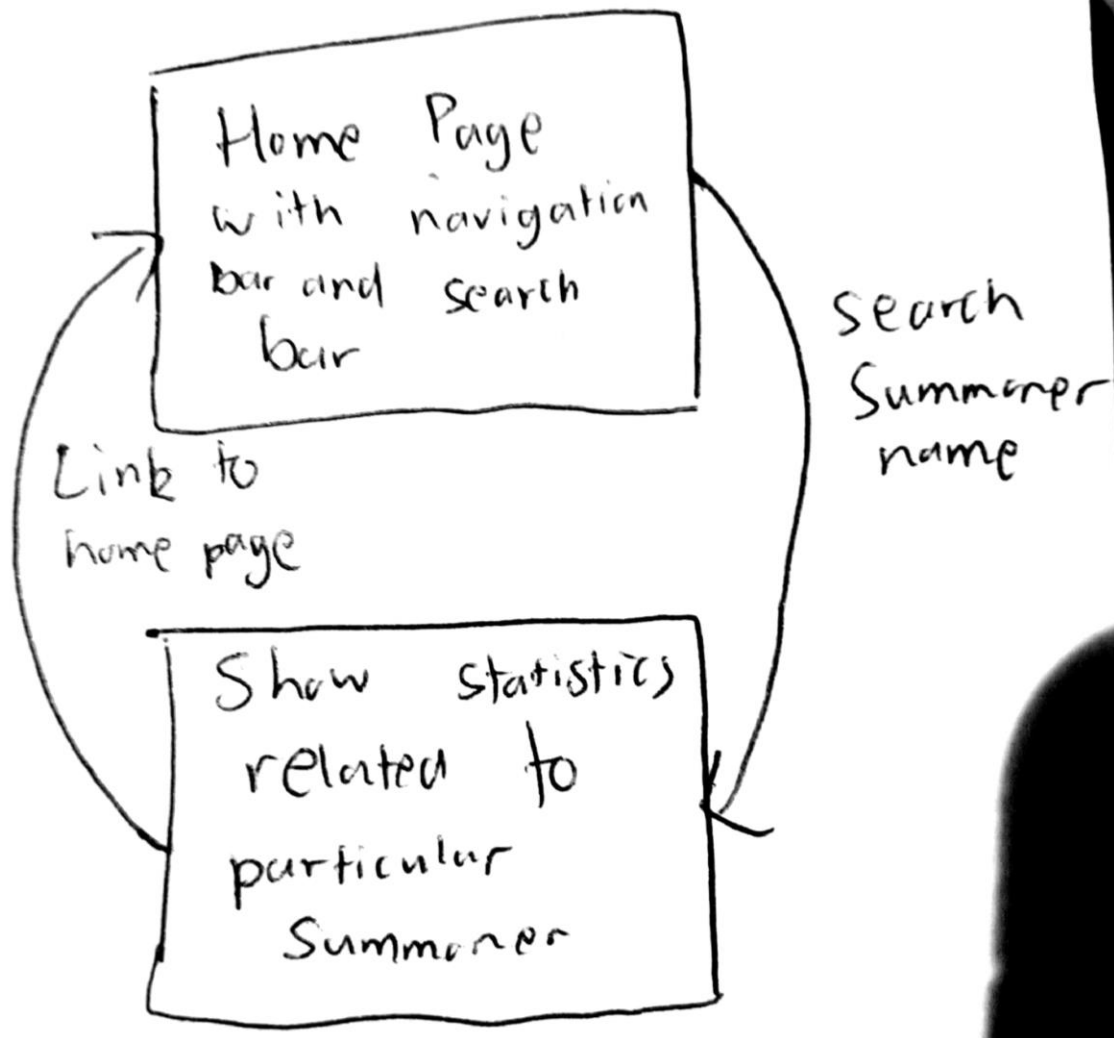 Home Page
with navigation
bar and search
bar
search
Summoner
name
Link to
home page
Show statistics
related to
particular
Summoner